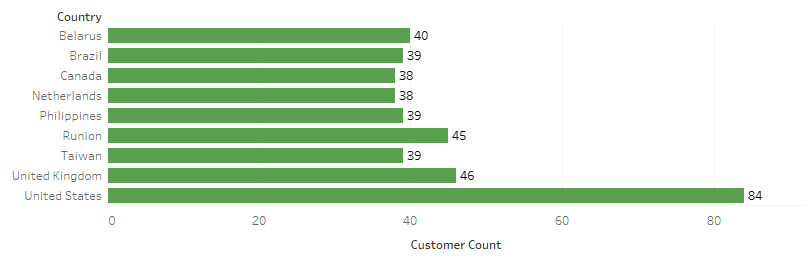 Country
Belarus 40
Brazil 39
Canada 38
Netherlands 38
Philippines 39
Runion 45
Taiwan 39
United Kingdom 46
United States 84
0 20 40 60 80
Customer Count